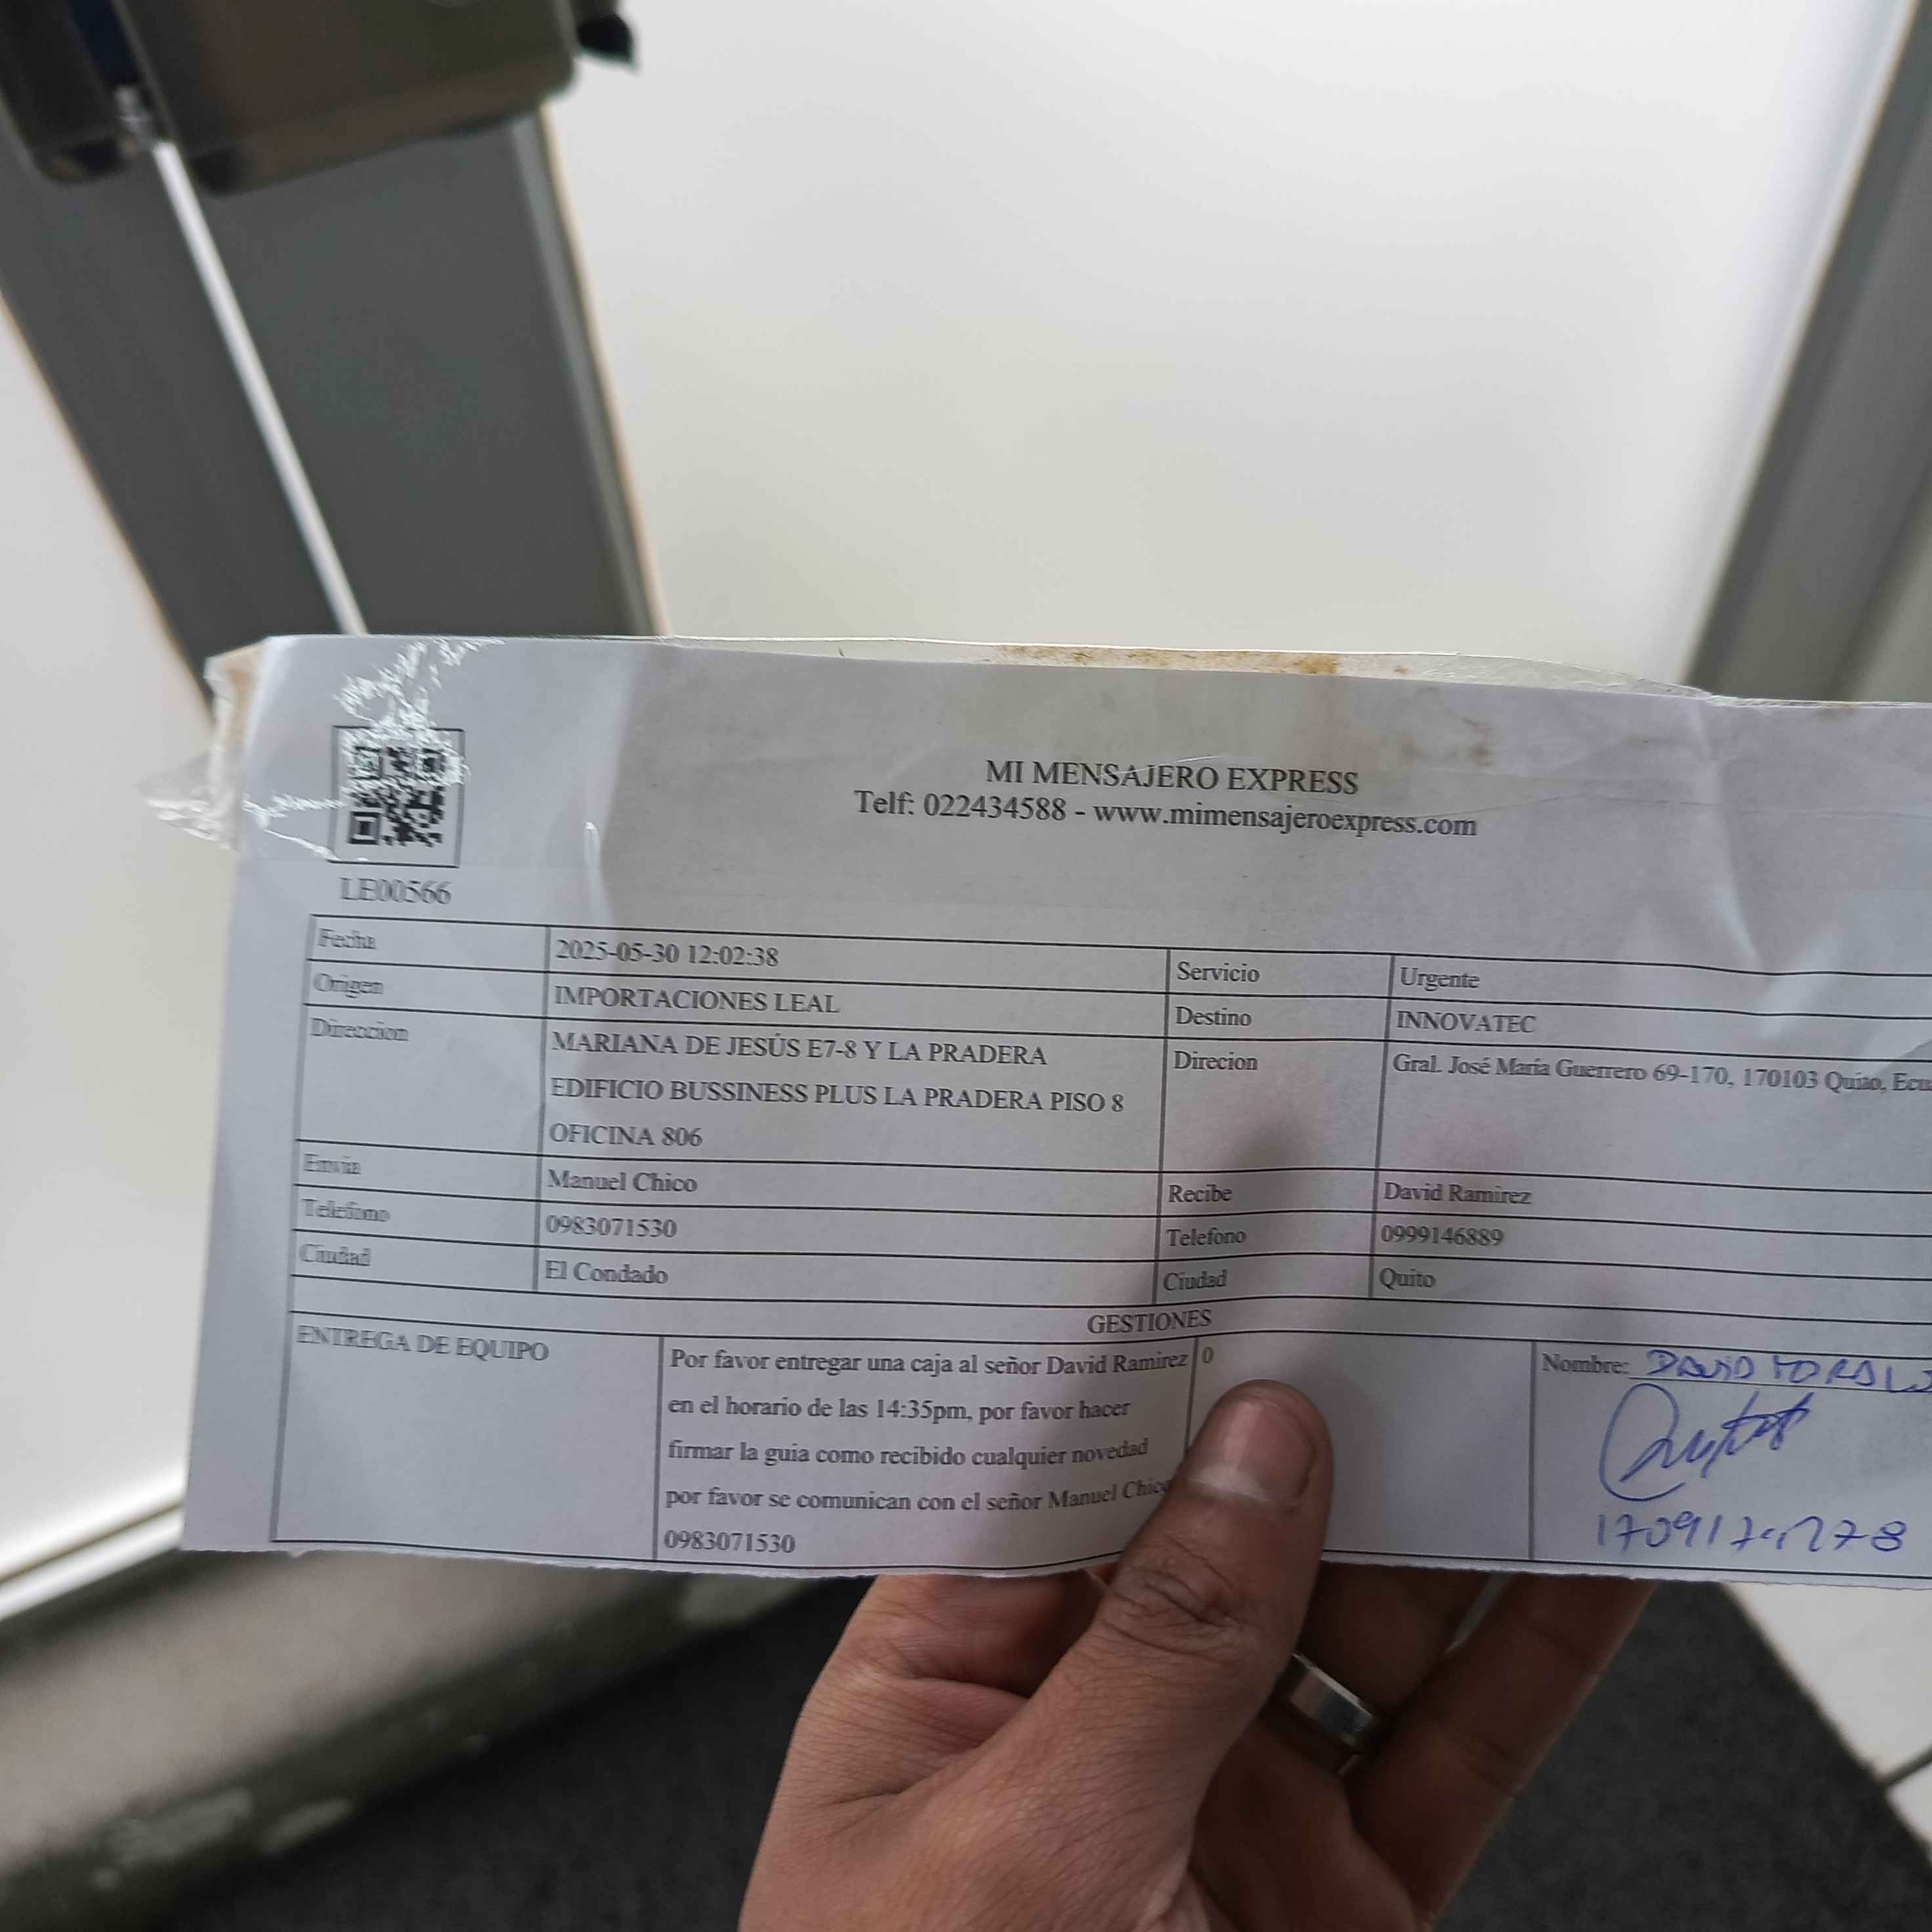 MI MENSAJERO EXPRESS
Telf: 022434588 - www.mimensajeroexpress.com
LE00566
Fecha 2025-05-30 12:02:38 Servicio Urgente
Origen IMPORTACIONES LEAL Destino INNOVATEC
Direccion MARIANA DE JESÚS E7-8 Y LA PRADERA Direcion Gral. José María Guerrero 69-170, 170103 Quito,
EDIFICIO BUSSINESS PLUS LA PRADERA PISO 8
OFICINA 806
Envia Manuel Chico Recibe David Ramirez
Telefono 0983071530 Telefono 0999146889
Ciudad El Condado Ciudad Quito
GESTIONES
ENTREGA DE EQUIPO Por favor entregar una caja al señor David Ramirez 0 Nombre: DAVID
en el horario de las 14:35pm, por favor hacer
firmar la guia como recibido cualquier novedad
por favor se comunican con el señor Manuel Chico
0983071530